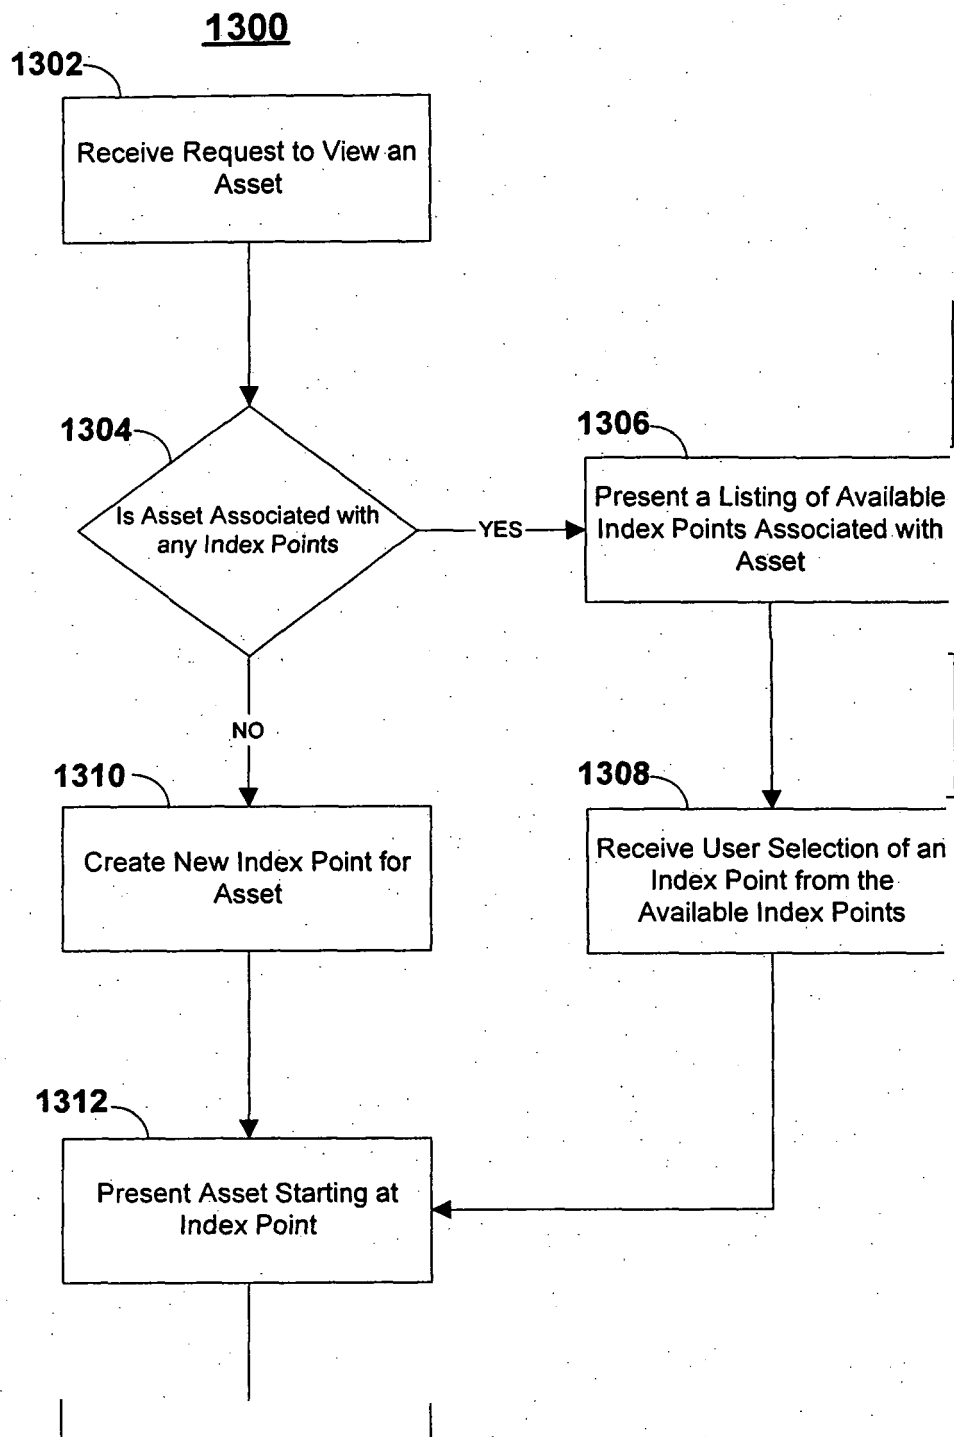 1300
1302
Receive Request to View an
Asset
1304
Is Asset Associated with
any Index Points
YES
1306
Present a Listing of Available
Index Points Associated with
Asset
NO
1310
Create New Index Point for
Asset
1308
Receive User Selection of an
Index Point from the
Available Index Points
1312
Present Asset Starting at
Index Point